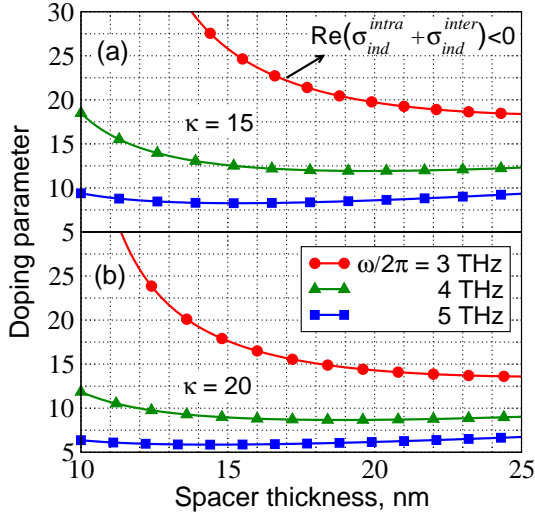 30
(a)
Re(σ_ind^intra + σ_ind^inter)<0
25
20
15
κ = 15
10
5
Doping parameter
(b)
ω/2π = 3 THz
4 THz
5 THz
25
20
15
κ = 20
10
5
10
15
20
25
Spacer thickness, nm